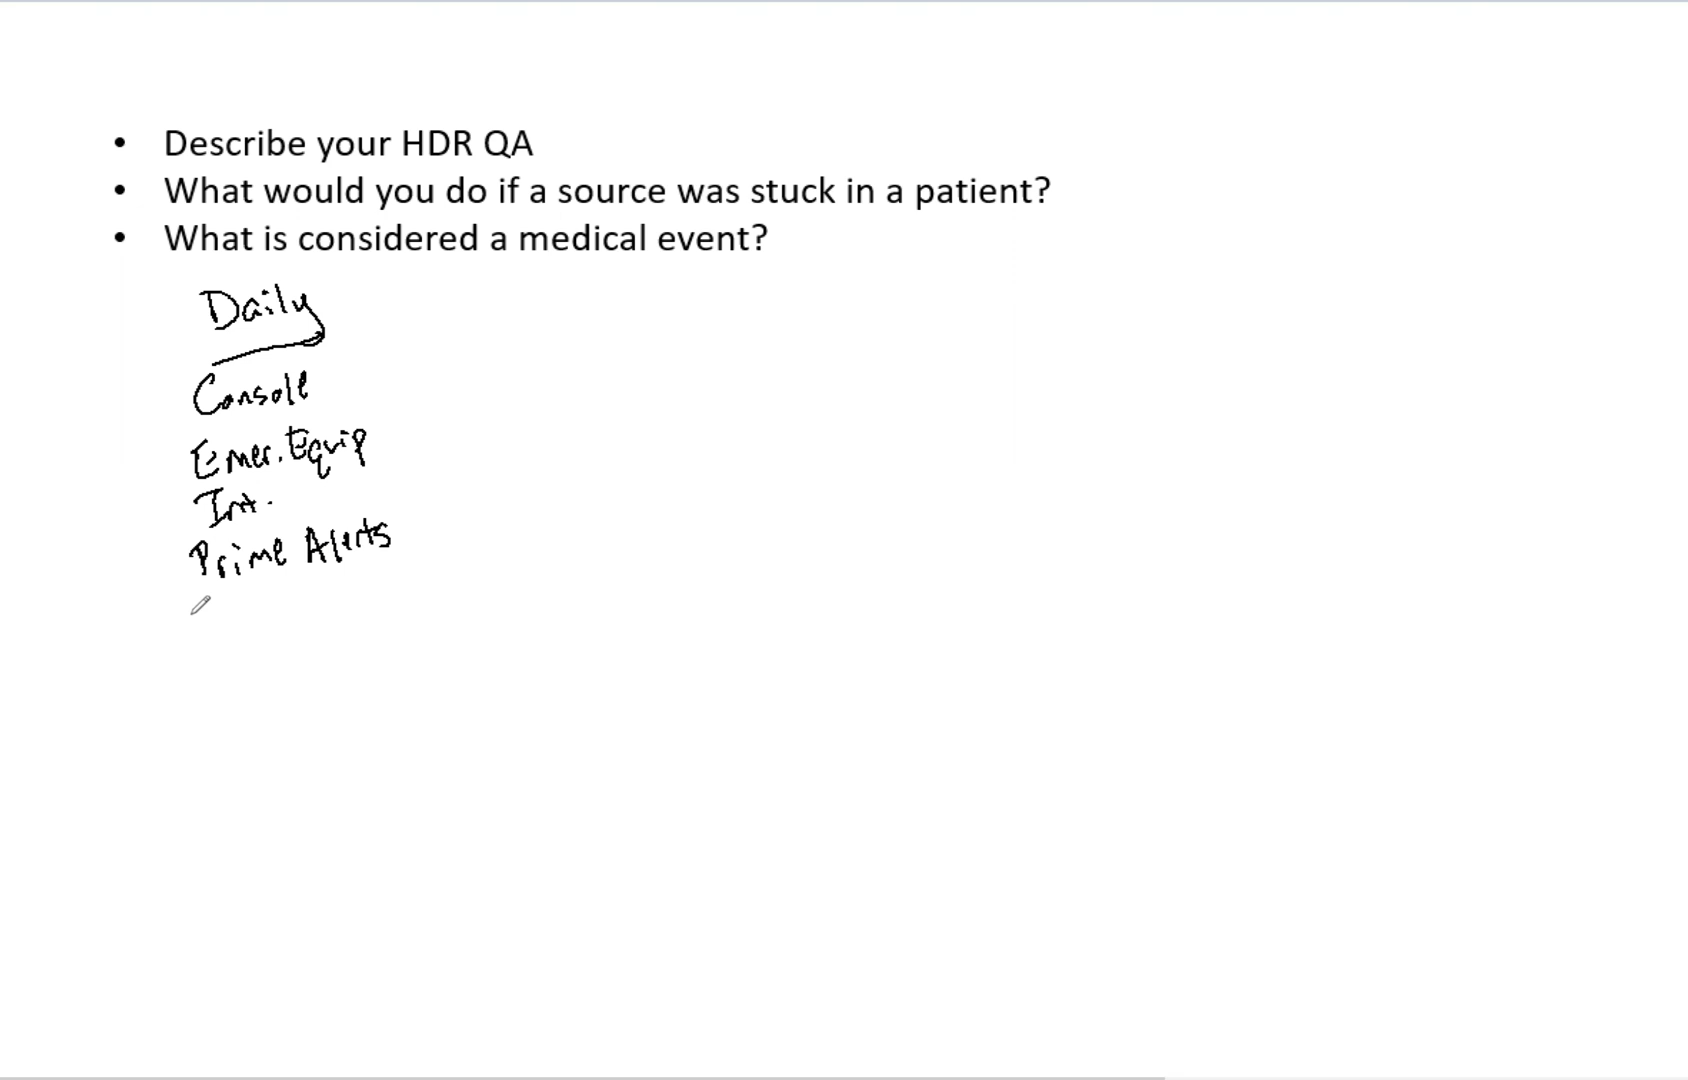 • Describe your HDR QA
• What would you do if a source was stuck in a patient?
• What is considered a medical event?
Daily
Console
Emer. Equip
Int.
Prime Alerts